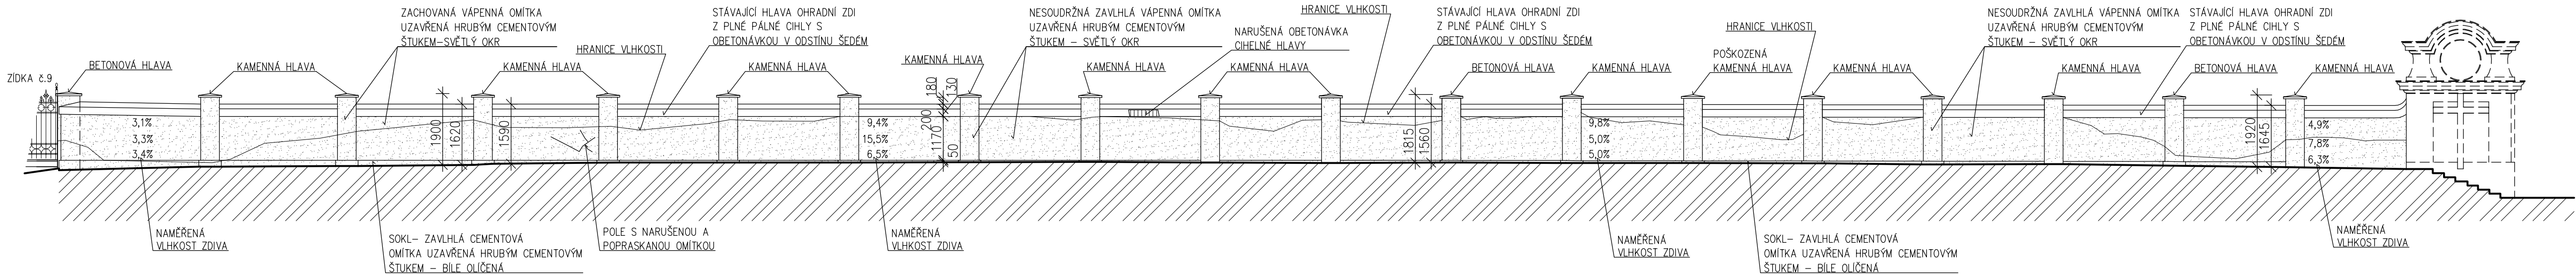 ZACHOVANÁ VÁPENNÁ OMÍTKA
UZAVŘENÁ HRUBÝM CEMENTOVÝM
ŠTUKEM-SVĚTLÝ OKR
STÁVAJÍCÍ HLAVA OHRADNÍ ZDI
Z PLNÉ PÁLNÉ CIHLY S
OBETONÁVKOU V ODSTÍNU ŠEDÉM
NESOUDRŽNÁ ZAVLHLÁ VÁPENNÁ OMÍTKA
UZAVŘENÁ HRUBÝM CEMENTOVÝM
ŠTUKEM – SVĚTLÝ OKR
NARUŠENÁ OBETONÁVKA
CIHELNÉ HLAVY
HRANICE VLHKOSTI
STÁVAJÍCÍ HLAVA OHRADNÍ ZDI
Z PLNÉ PÁLNÉ CIHLY S
OBETONÁVKOU V ODSTÍNU ŠEDÉM
HRANICE VLHKOSTI
NESOUDRŽNÁ ZAVLHLÁ VÁPENNÁ OMÍTKA
UZAVŘENÁ HRUBÝM CEMENTOVÝM
ŠTUKEM – SVĚTLÝ OKR
STÁVAJÍCÍ HLAVA OHRADNÍ ZDI
Z PLNÉ PÁLNÉ CIHLY S
OBETONÁVKOU V ODSTÍNU ŠEDÉM
HRANICE VLHKOSTI
ZÍDKA č.9
BETONOVÁ HLAVA
KAMENNÁ HLAVA
KAMENNÁ HLAVA
KAMENNÁ HLAVA
KAMENNÁ HLAVA
KAMENNÁ HLAVA
KAMENNÁ HLAVA
BETONOVÁ HLAVA
KAMENNÁ HLAVA
POŠKOZENÁ
KAMENNÁ HLAVA
KAMENNÁ HLAVA
KAMENNÁ HLAVA
BETONOVÁ HLAVA
KAMENNÁ HLAVA
3,1%
3,3%
3,4%
1900
1620
1590
9,4%
15,5%
6,5%
180
130
200
1170
50
1815
1560
9,8%
5,0%
5,0%
1920
1645
4,9%
7,8%
6,3%
NAMĚŘENÁ
VLHKOST ZDIVA
SOKL– ZAVLHLÁ CEMENTOVÁ
OMÍTKA UZAVŘENÁ HRUBÝM CEMENTOVÝM
ŠTUKEM – BÍLE OLÍČENÁ
POLE S NARUŠENOU A
POPRASKANOU OMÍTKOU
NAMĚŘENÁ
VLHKOST ZDIVA
NAMĚŘENÁ
VLHKOST ZDIVA
SOKL– ZAVLHLÁ CEMENTOVÁ
OMÍTKA UZAVŘENÁ HRUBÝM CEMENTOVÝM
ŠTUKEM – BÍLE OLÍČENÁ
NAMĚŘENÁ
VLHKOST ZDIVA